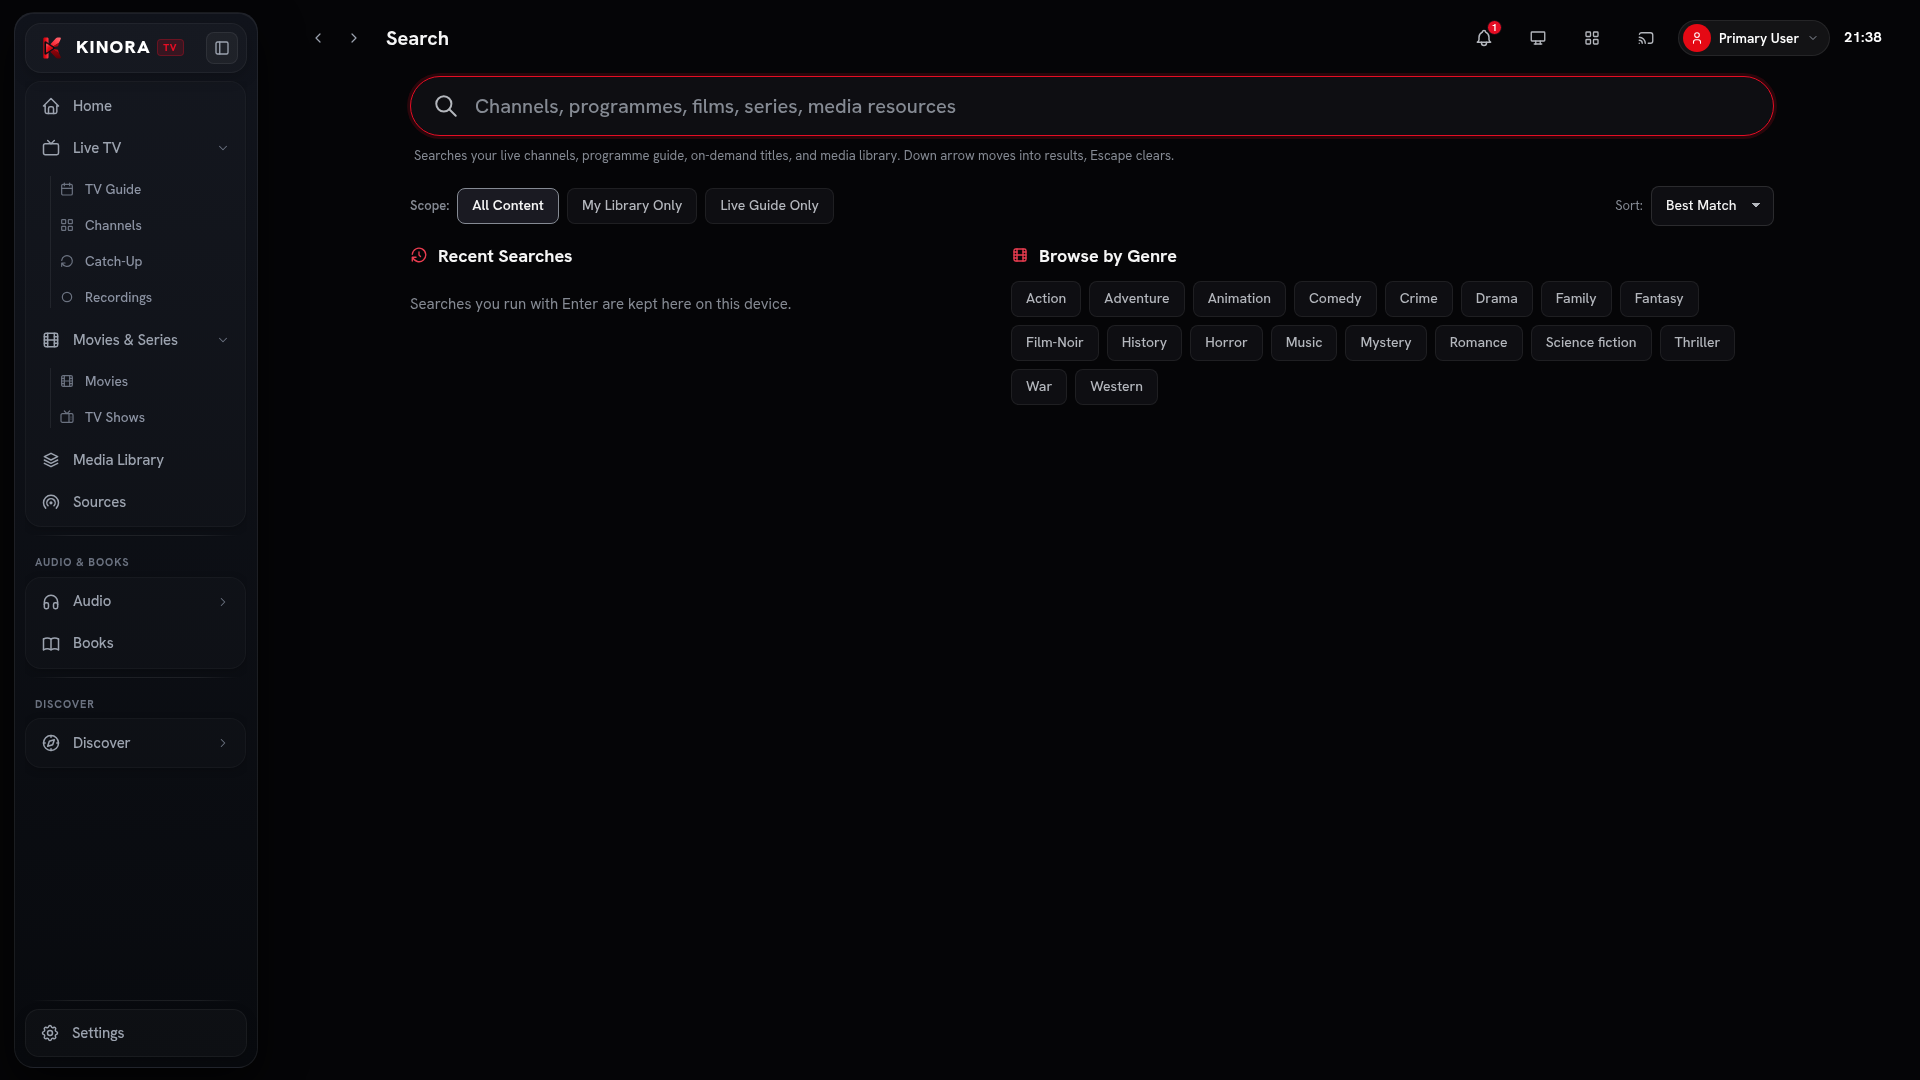 KINORA TV
Home
Live TV
TV Guide
Channels
Catch-Up
Recordings
Movies & Series
Movies
TV Shows
Media Library
Sources
AUDIO & BOOKS
Audio
Books
DISCOVER
Discover
Settings
Search
1
Primary User
21:38
Channels, programmes, films, series, media resources
Searches your live channels, programme guide, on-demand titles, and media library. Down arrow moves into results, Escape clears.
Scope: All Content My Library Only Live Guide Only
Sort: Best Match
Recent Searches
Searches you run with Enter are kept here on this device.
Browse by Genre
Action Adventure Animation Comedy Crime Drama Family Fantasy
Film-Noir History Horror Music Mystery Romance Science fiction Thriller
War Western